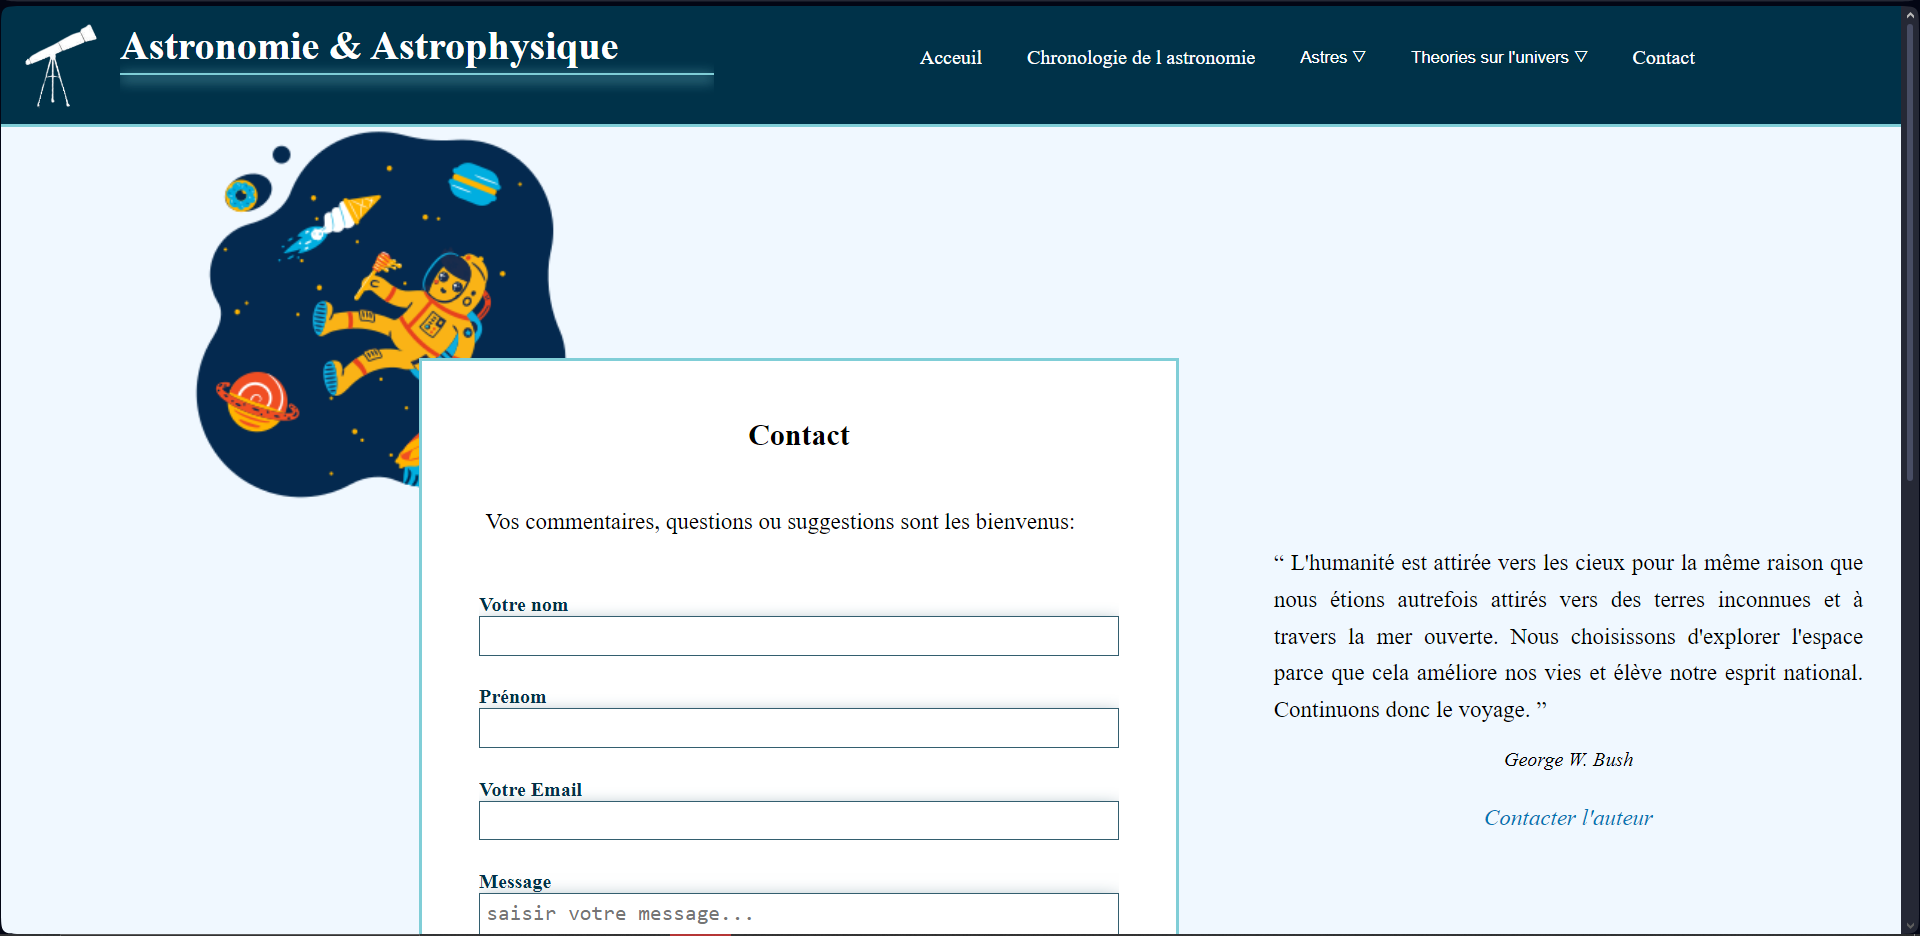 Astronomie & Astrophysique
Acceuil
Chronologie de l astronomie
Astres ▽
Theories sur l'univers ▽
Contact
Contact
Vos commentaires, questions ou suggestions sont les bienvenus:
Votre nom
Prénom
Votre Email
Message
saisir votre message...
“ L'humanité est attirée vers les cieux pour la même raison que
nous étions autrefois attirés vers des terres inconnues et à
travers la mer ouverte. Nous choisissons d'explorer l'espace
parce que cela améliore nos vies et élève notre esprit national.
Continuons donc le voyage. ”
George W. Bush
Contacter l'auteur